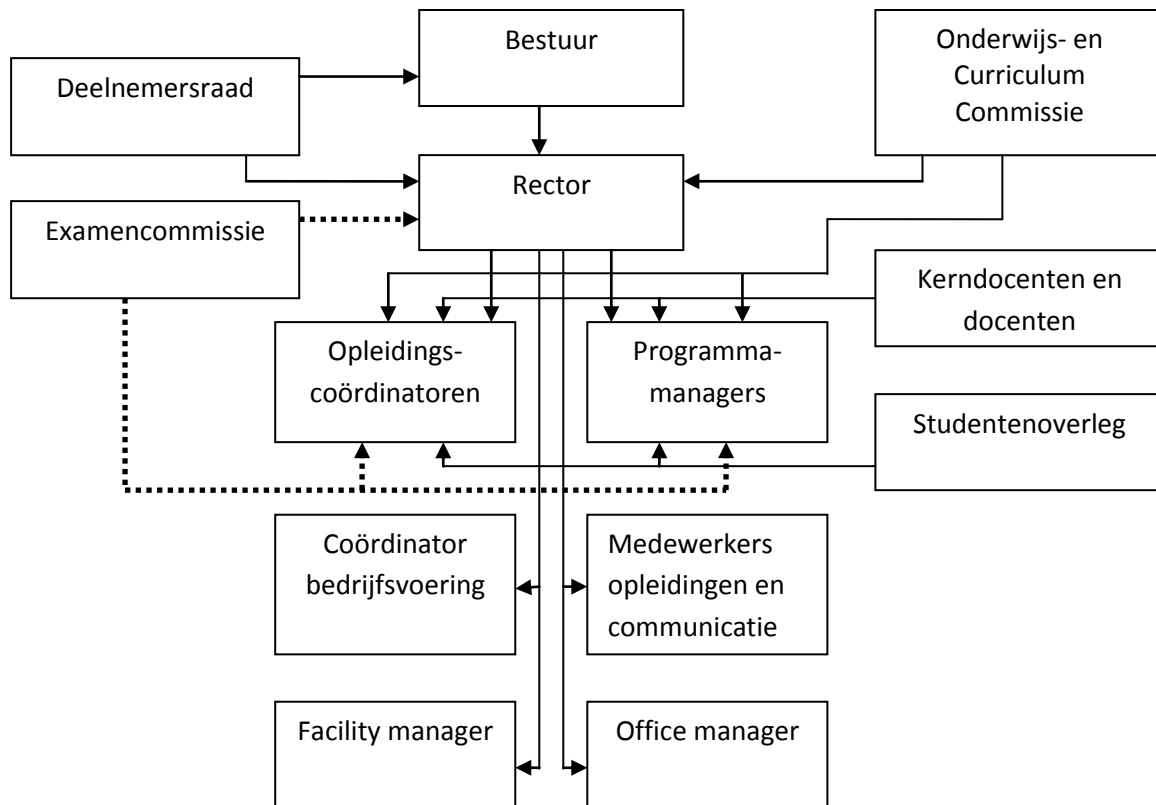 Bestuur
Onderwijs- en
Curriculum
Commissie
Deelnemersraad
Rector
Examencommissie
Kerndocenten en
docenten
Opleidings-
coördinatoren
Programma-
managers
Studentenoverleg
Coördinator
bedrijfsvoering
Medewerkers
opleidingen en
communicatie
Facility manager
Office manager